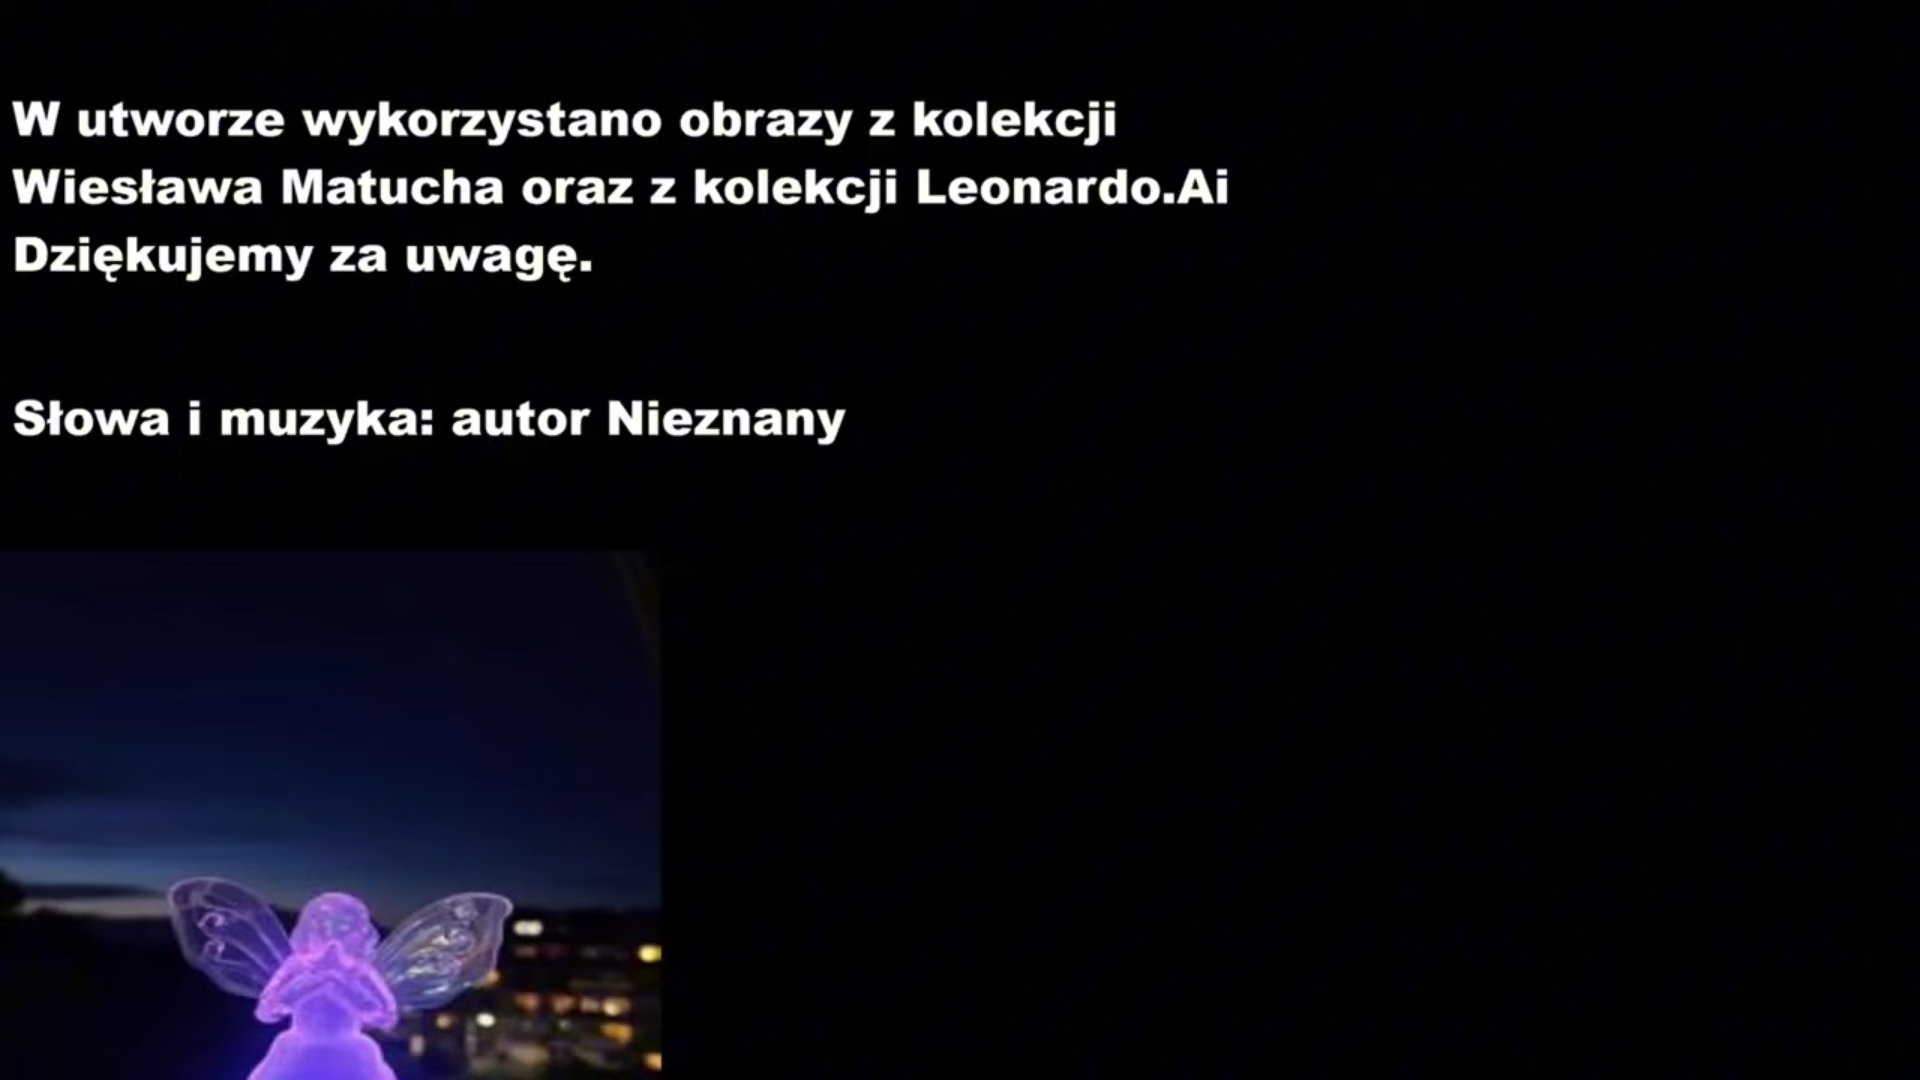 W utworze wykorzystano obrazy z kolekcji
Wiesława Matucha oraz z kolekcji Leonardo.Ai
Dziękujemy za uwagę.
Słowa i muzyka: autor Nieznany